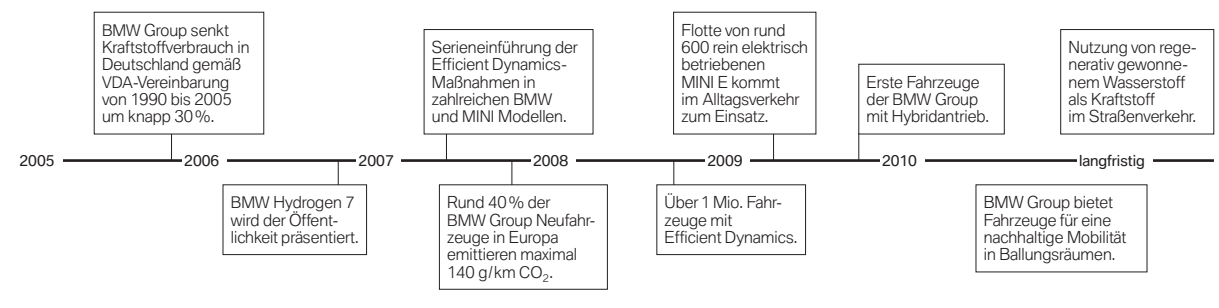 BMW Group senkt
Kraftstoffverbrauch in
Deutschland gemäß
VDA-Vereinbarung
von 1990 bis 2005
um knapp 30 %.
Serieneinführung der
Efficient Dynamics-
Maßnahmen in
zahlreichen BMW
und MINI Modellen.
Flotte von rund
600 rein elektrisch
betriebenen
MINI E kommt
im Alltagsverkehr
zum Einsatz.
Erste Fahrzeuge
der BMW Group
mit Hybridantrieb.
Nutzung von rege-
nerativ gewonne-
nem Wasserstoff
als Kraftstoff
im Straßenverkehr.
2005 2006 2007 2008 2009 2010 langfristig
BMW Hydrogen 7
wird der Öffent-
lichkeit präsentiert.
Rund 40 % der
BMW Group Neufahr-
zeuge in Europa
emittieren maximal
140 g/km CO₂.
Über 1 Mio. Fahr-
zeuge mit
Efficient Dynamics.
BMW Group bietet
Fahrzeuge für eine
nachhaltige Mobilität
in Ballungsräumen.